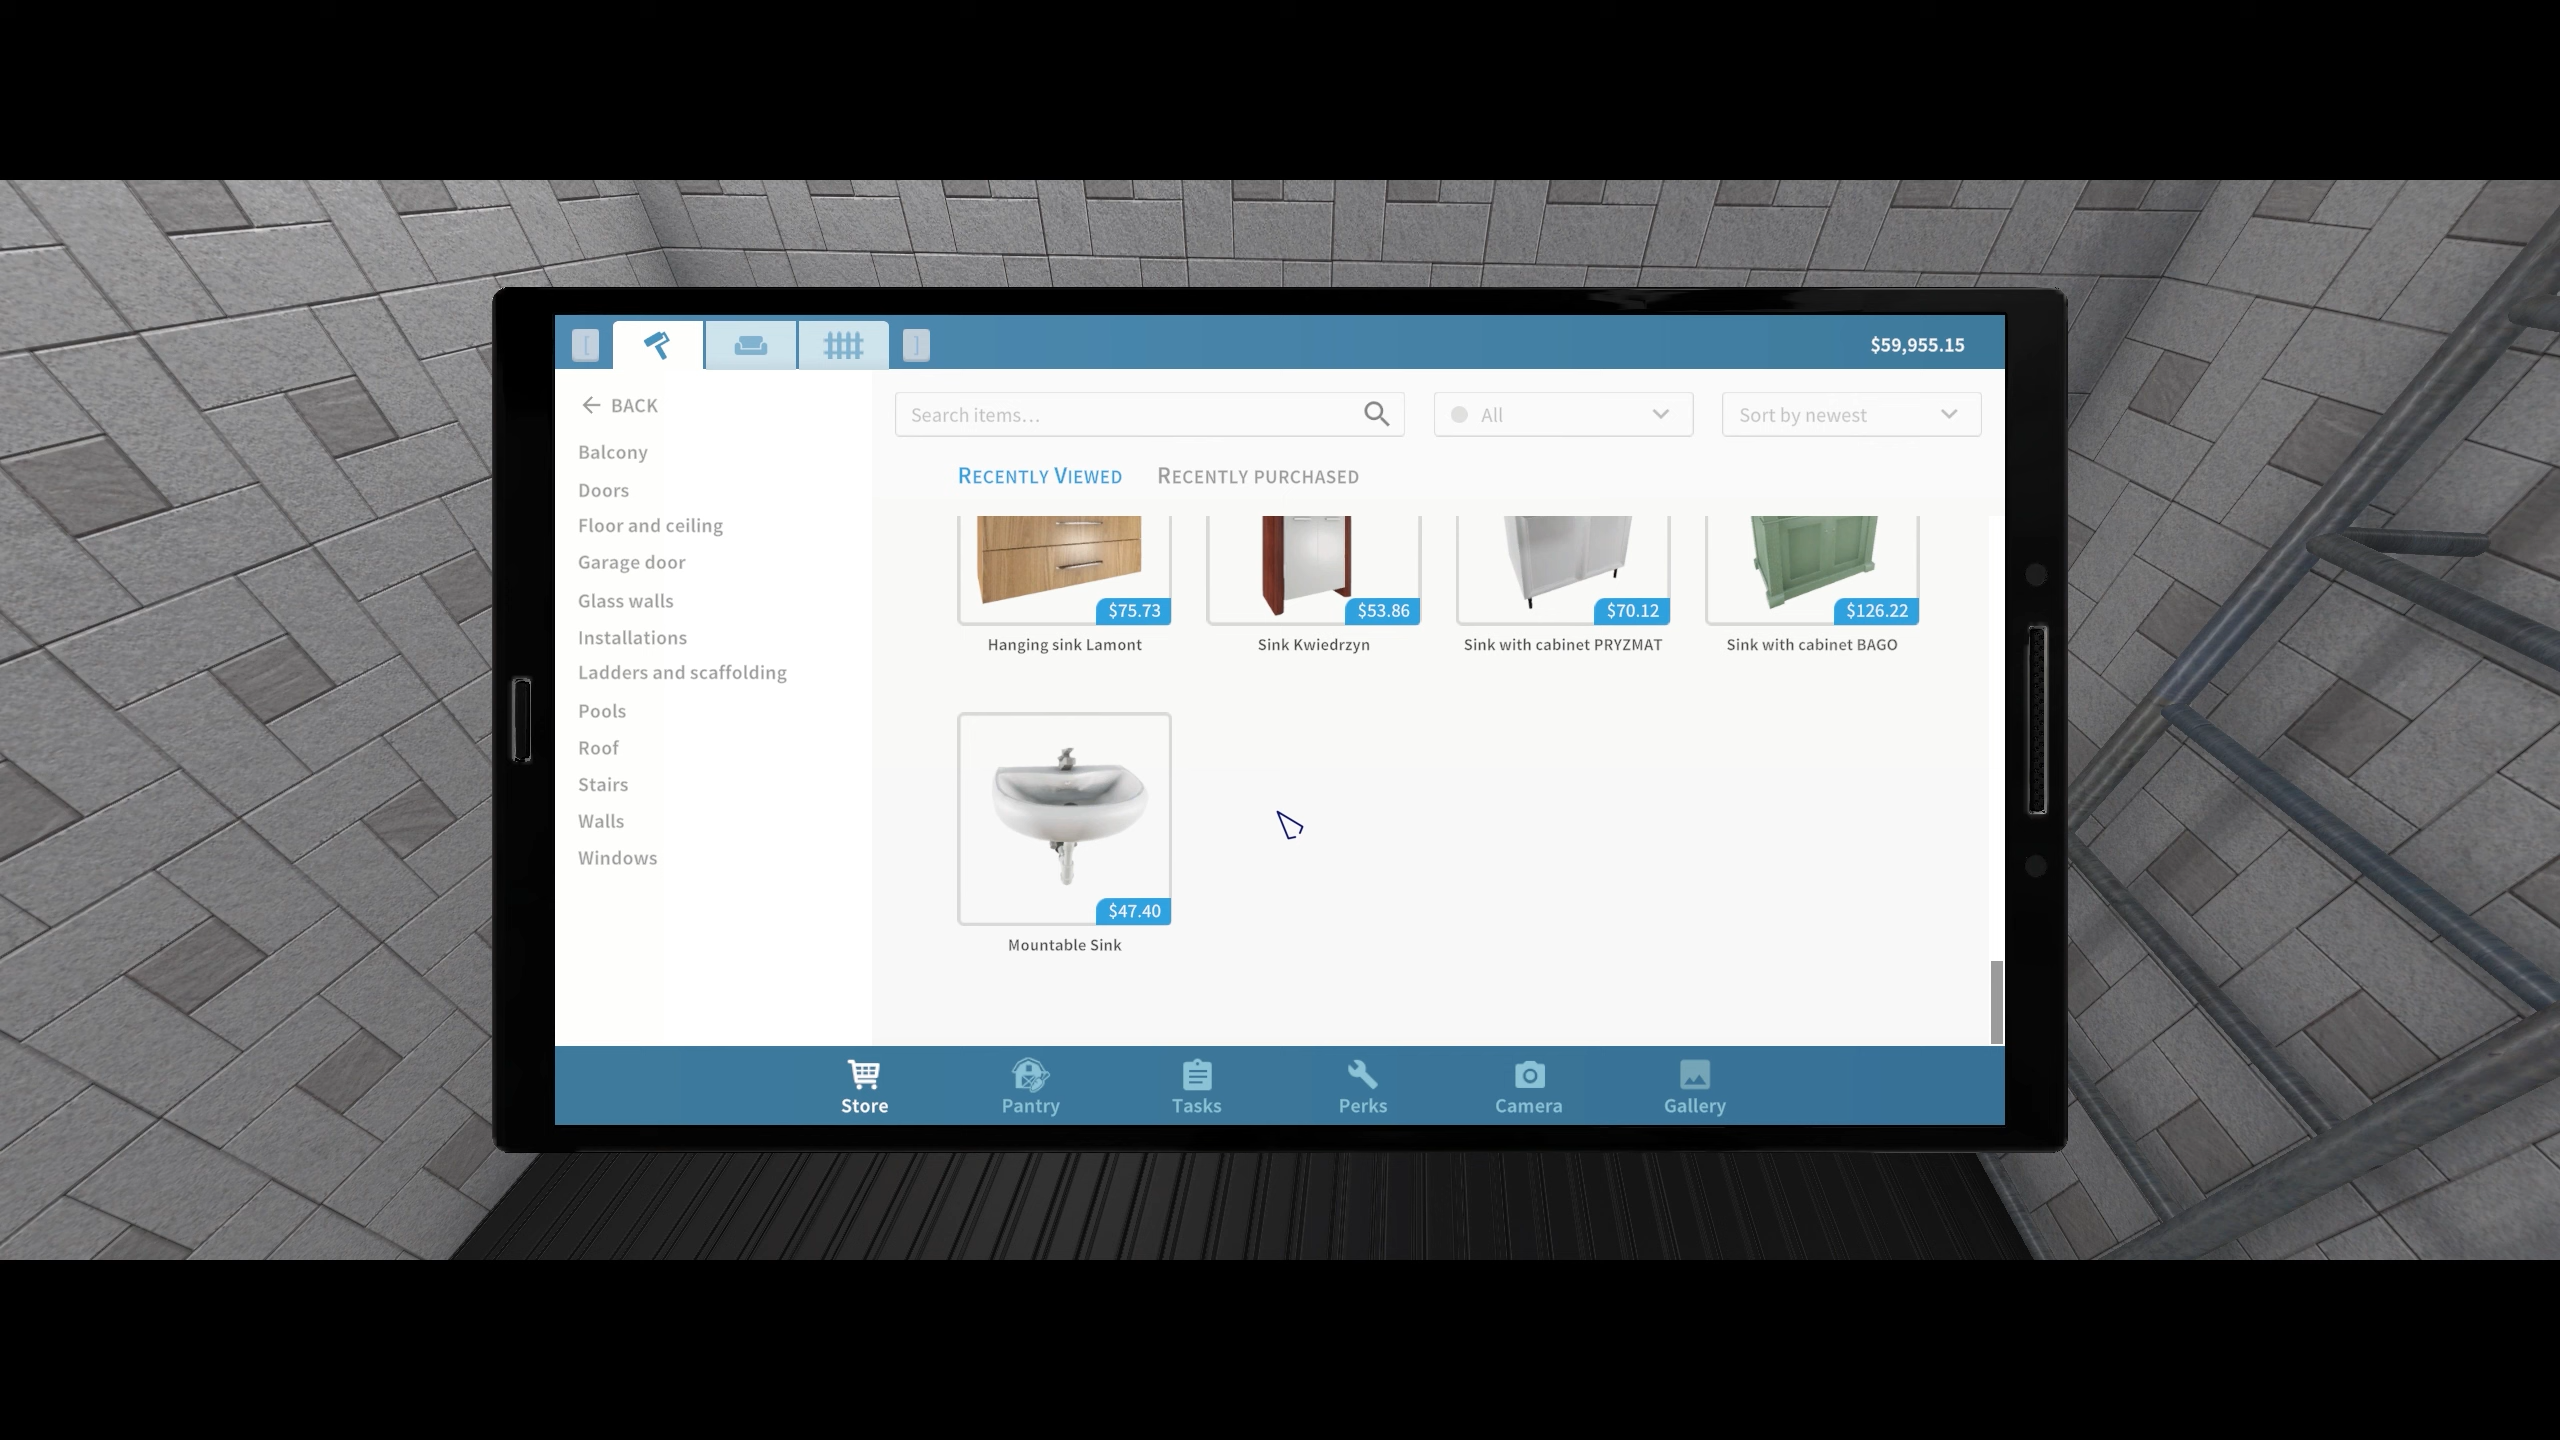 [
]
$59,955.15
BACK
Search items...
All
Sort by newest
RECENTLY VIEWED
RECENTLY PURCHASED
Balcony
Doors
Floor and ceiling
Garage door
Glass walls
Installations
Ladders and scaffolding
Pools
Roof
Stairs
Walls
Windows
$75.73
$53.86
$70.12
$126.22
Hanging sink Lamont
Sink Kwiedrzyn
Sink with cabinet PRYZMAT
Sink with cabinet BAGO
$47.40
Mountable Sink
Store
Pantry
Tasks
Perks
Camera
Gallery